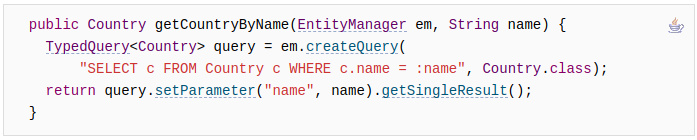 public Country getCountryByName(EntityManager em, String name) {
  TypedQuery<Country> query = em.createQuery(
      "SELECT c FROM Country c WHERE c.name = :name", Country.class);
  return query.setParameter("name", name).getSingleResult();
}